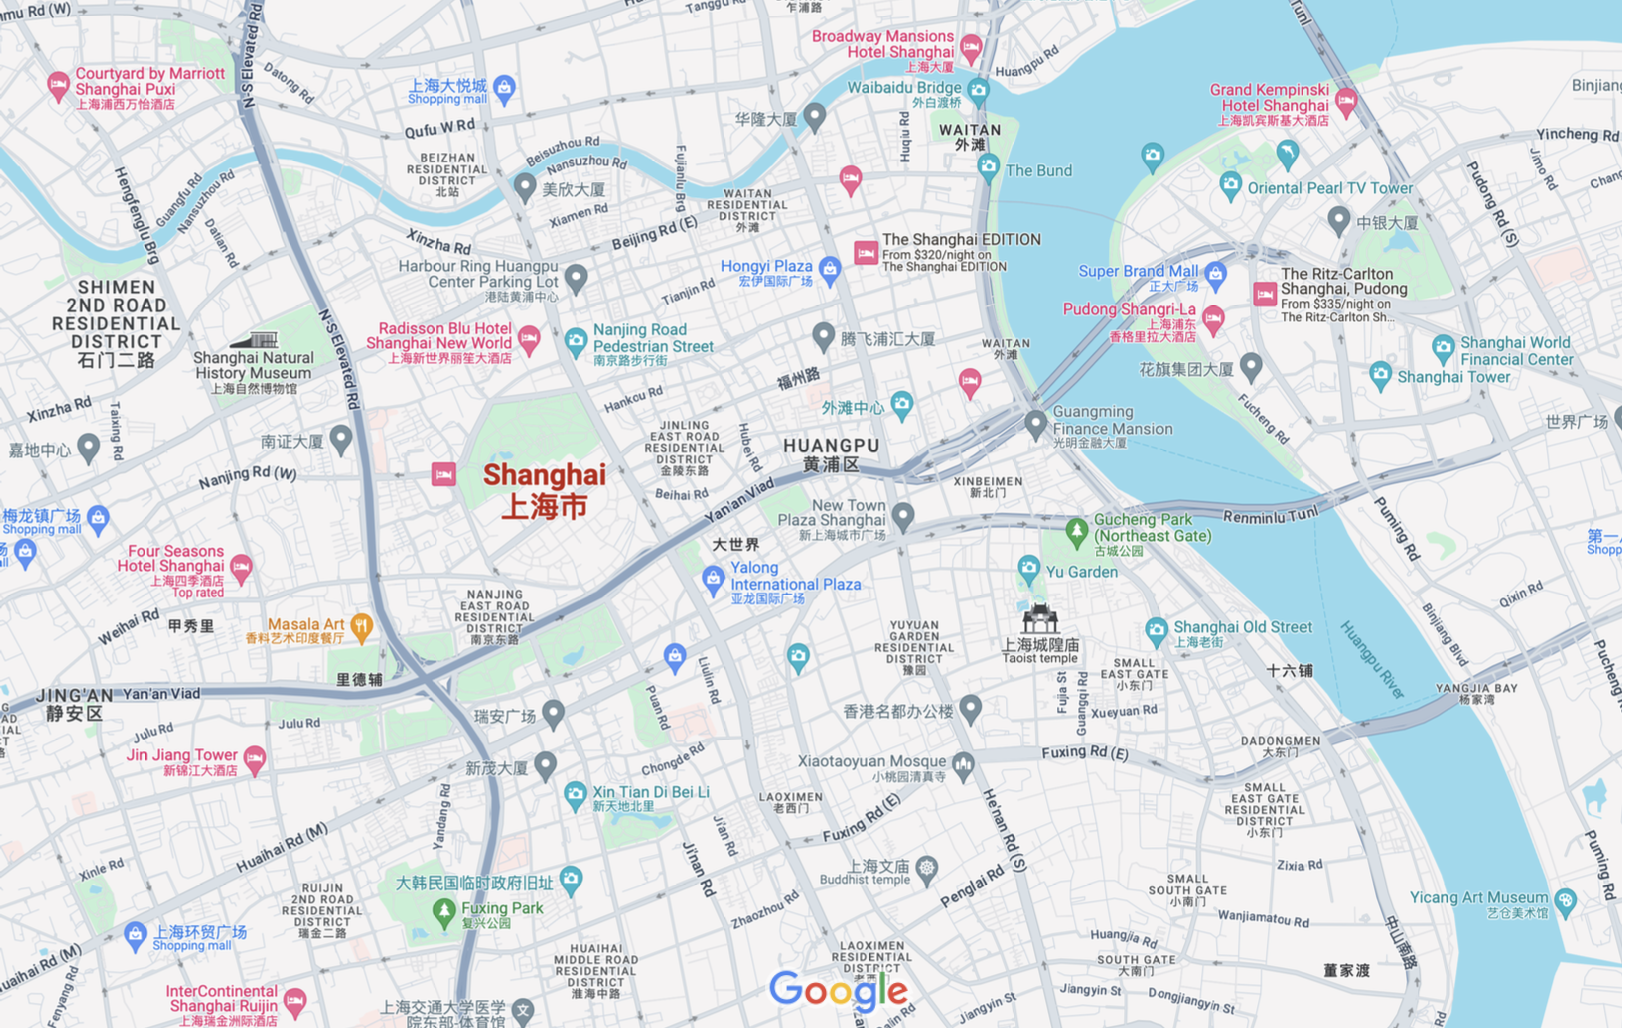 Tanggu Rd
乍浦路
Broadway Mansions
Hotel Shanghai
上海大厦
Huangpu Rd
N-S Elevated Rd
Datong Rd
Courtyard by Marriott
Shanghai Puxi
上海浦西万怡酒店
上海大悦城
Shopping mall
Waibaidu Bridge
外白渡桥
Grand Kempinski
Hotel Shanghai
上海凯宾斯基大酒店
Yincheng Rd
Qufu W Rd
华隆大厦
Huqiu Rd
WAITAN
外滩
Jimo Rd
Beisuzhou Rd
Nansuzhou Rd
BEIZHAN
RESIDENTIAL
DISTRICT
北站
Fujianlu Brg
The Bund
Pudong Rd (S)
Hengfenglu Brg
Guangfu Rd
Nansuzhou Rd
美欣大厦
WAITAN
RESIDENTIAL
DISTRICT
外滩
Oriental Pearl TV Tower
Xiamen Rd
中银大厦
Datian Rd
Xinzha Rd
Beijing Rd (E)
The Shanghai EDITION
From $320/night on
The Shanghai EDITION
Harbour Ring Huangpu
Center Parking Lot
港陆黄浦中心
Hongyi Plaza
宏伊国际广场
Super Brand Mall
正大广场
The Ritz-Carlton
Shanghai, Pudong
From $335/night on
The Ritz-Carlton Sh...
SHIMEN
2ND ROAD
RESIDENTIAL
DISTRICT
石门二路
Tianjin Rd
Pudong Shangri-La
上海浦东
香格里拉大酒店
N-S Elevated Rd
Radisson Blu Hotel
Shanghai New World
上海新世界丽笙大酒店
Nanjing Road
Pedestrian Street
南京路步行街
腾飞浦汇大厦
WAITAN
外滩
Shanghai World
Financial Center
Shanghai Natural
History Museum
上海自然博物馆
花旗集团大厦
Shanghai Tower
福州路
Hankou Rd
Xinzha Rd
Taixing Rd
外滩中心
Guangming
Finance Mansion
光明金融大厦
Fucheng Rd
世界广场
嘉地中心
南证大厦
JINLING
EAST ROAD
RESIDENTIAL
DISTRICT
金陵东路
Hubei Rd
HUANGPU
黄浦区
Nanjing Rd (W)
Shanghai
上海市
Beihai Rd
Yan'an Viad
XINBEIMEN
新北门
梅龙镇广场
Shopping mall
New Town
Plaza Shanghai
新上海城市广场
Gucheng Park
(Northeast Gate)
古城公园
Renminlu Tunl
Puming Rd
大世界
Four Seasons
Hotel Shanghai
上海四季酒店
Top rated
Yalong
International Plaza
亚龙国际广场
Yu Garden
Weihai Rd
甲秀里
Masala Art
香料艺术印度餐厅
NANJING
EAST ROAD
RESIDENTIAL
DISTRICT
南京东路
YUYUAN
GARDEN
RESIDENTIAL
DISTRICT
豫园
上海城隍庙
Taoist temple
Shanghai Old Street
上海老街
Qixin Rd
Binjiang Blvd
Huangpu River
里德铺
Liulin Rd
SMALL
EAST GATE
小东门
十六铺
YANGJIA BAY
杨家湾
JING'AN
静安区
Yan'an Viad
Puan Rd
Fujia St
Guangqi Rd
香港名都办公楼
Xueyuan Rd
Julu Rd
Julu Rd
瑞安广场
DADONGMEN
大东门
Jin Jiang Tower
新锦江大酒店
新茂大厦
Chongde Rd
Xiaotaoyuan Mosque
小桃园清真寺
Fuxing Rd (E)
Xin Tian Di Bei Li
新天地北里
LAOXIMEN
老西门
SMALL
EAST GATE
RESIDENTIAL
DISTRICT
小东门
Yandang Rd
Ji'an Rd
Fuxing Rd (E)
He'nan Rd (S)
Huaihai Rd (M)
Ji'nan Rd
Xinle Rd
上海文庙
Buddhist temple
Penglai Rd
Zixia Rd
Puming Rd
RUIJIN
2ND ROAD
RESIDENTIAL
DISTRICT
瑞金二路
大韩民国临时政府旧址
Fuxing Park
复兴公园
Zhaozhou Rd
SMALL
SOUTH GATE
小南门
Yicang Art Museum
艺仓美术馆
Wanjiamatou Rd
上海环贸广场
Shopping mall
中山南路
HUAIHAI
MIDDLE ROAD
RESIDENTIAL
DISTRICT
淮海中路
LAOXIMEN
RESIDENTIAL
DISTRICT
Huangjia Rd
SOUTH GATE
大南门
董家渡
Fenyang Rd
InterContinental
Shanghai Ruijin
上海瑞金洲际酒店
上海交通大学医学
院东部-体育馆
Google
Jiangyin St
Jiangyin St
Dongjiangyin St